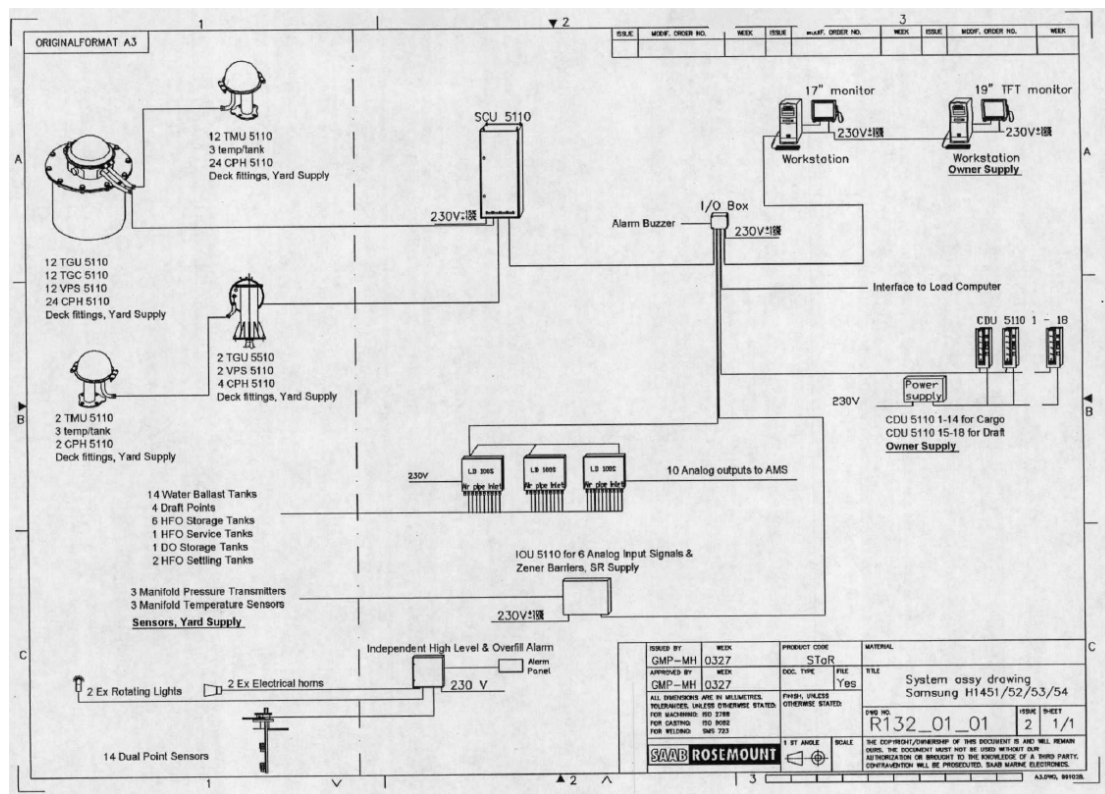 1
2
3
ORIGINALFORMAT A3
ISSUE MODIF. ORDER NO. WEEK ISSUE MODIF. ORDER NO. WEEK ISSUE MODIF. ORDER NO. WEEK
17" monitor
19" TFT monitor
SCU 5110
12 TMU 5110
3 temp/tank
24 CPH 5110
Deck fittings, Yard Supply
230V
230V
Workstation
Workstation
Owner Supply
A
A
I/O Box
230V
Alarm Buzzer
230V
12 TGU 5110
12 TGC 5110
12 VPS 5110
24 CPH 5110
Deck fittings, Yard Supply
Interface to Load Computer
CDU 5110 1 - 18
2 TGU 5510
2 VPS 5110
4 CPH 5110
Deck fittings, Yard Supply
Power
supply
230V
B
B
2 TMU 5110
3 temp/tank
2 CPH 5110
Deck fittings, Yard Supply
CDU 5110 1-14 for Cargo
CDU 5110 15-18 for Draft
Owner Supply
230V
Air pipe Inlet
Air pipe Inlet
Air pipe Inlet
10 Analog outputs to AMS
14 Water Ballast Tanks
4 Draft Points
6 HFO Storage Tanks
1 HFO Service Tanks
1 DO Storage Tanks
2 HFO Settling Tanks
IOU 5110 for 6 Analog Input Signals &
Zener Barriers, SR Supply
3 Manifold Pressure Transmitters
3 Manifold Temperature Sensors
Sensors, Yard Supply
230V
C
C
Independent High Level & Overfill Alarm
Alarm
Panel
230 V
2 Ex Rotating Lights
2 Ex Electrical horns
14 Dual Point Sensors
ISSUED BY WEEK PRODUCT CODE MATERIAL
GMP-MH 0327 STaR
APPROVED BY WEEK DOC. TYPE FILE TITLE
GMP-MH 0327 Yes System assy drawing
Samsung H1451/52/53/54
ALL DIMENSIONS ARE IN MILLIMETRES.
TOLERANCES, UNLESS OTHERWISE STATED:
FOR MACHINING: ISO 2768
FOR CASTING: ISO 8062
FOR WELDING: SMS 723
FINISH, UNLESS
OTHERWISE STATED:
DWG NO. ISSUE SHEET
R132_01_01 2 1/1
SAAB ROSEMOUNT
1 ST ANGLE SCALE
THE COPYRIGHT/OWNERSHIP OF THIS DOCUMENT IS AND WILL REMAIN
OURS. THE DOCUMENT MUST NOT BE USED WITHOUT OUR
AUTHORIZATION OR BROUGHT TO THE KNOWLEDGE OF A THIRD PARTY.
CONTRAVENTION WILL BE PROSECUTED. SAAB MARINE ELECTRONICS.
1
2
3
A3.DWG, 991028.